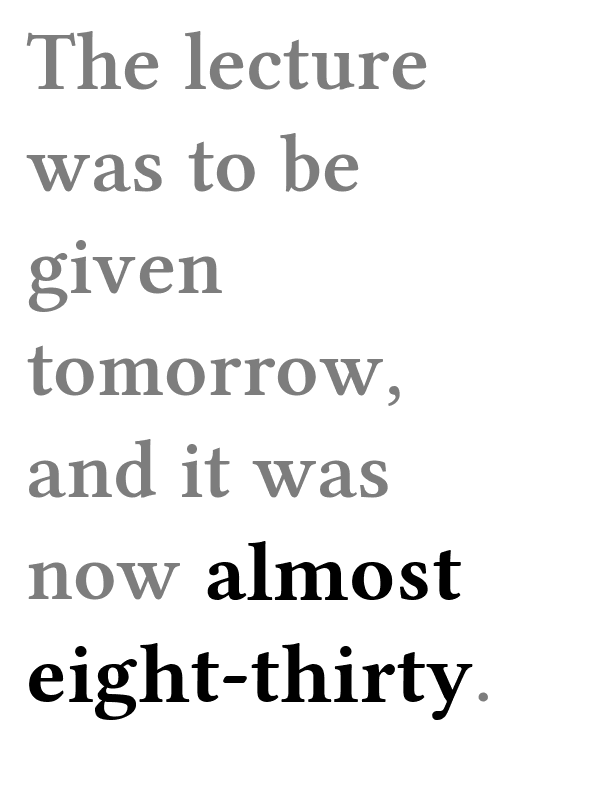 The lecture
was to be
given
tomorrow,
and it was
now almost
eight-thirty.